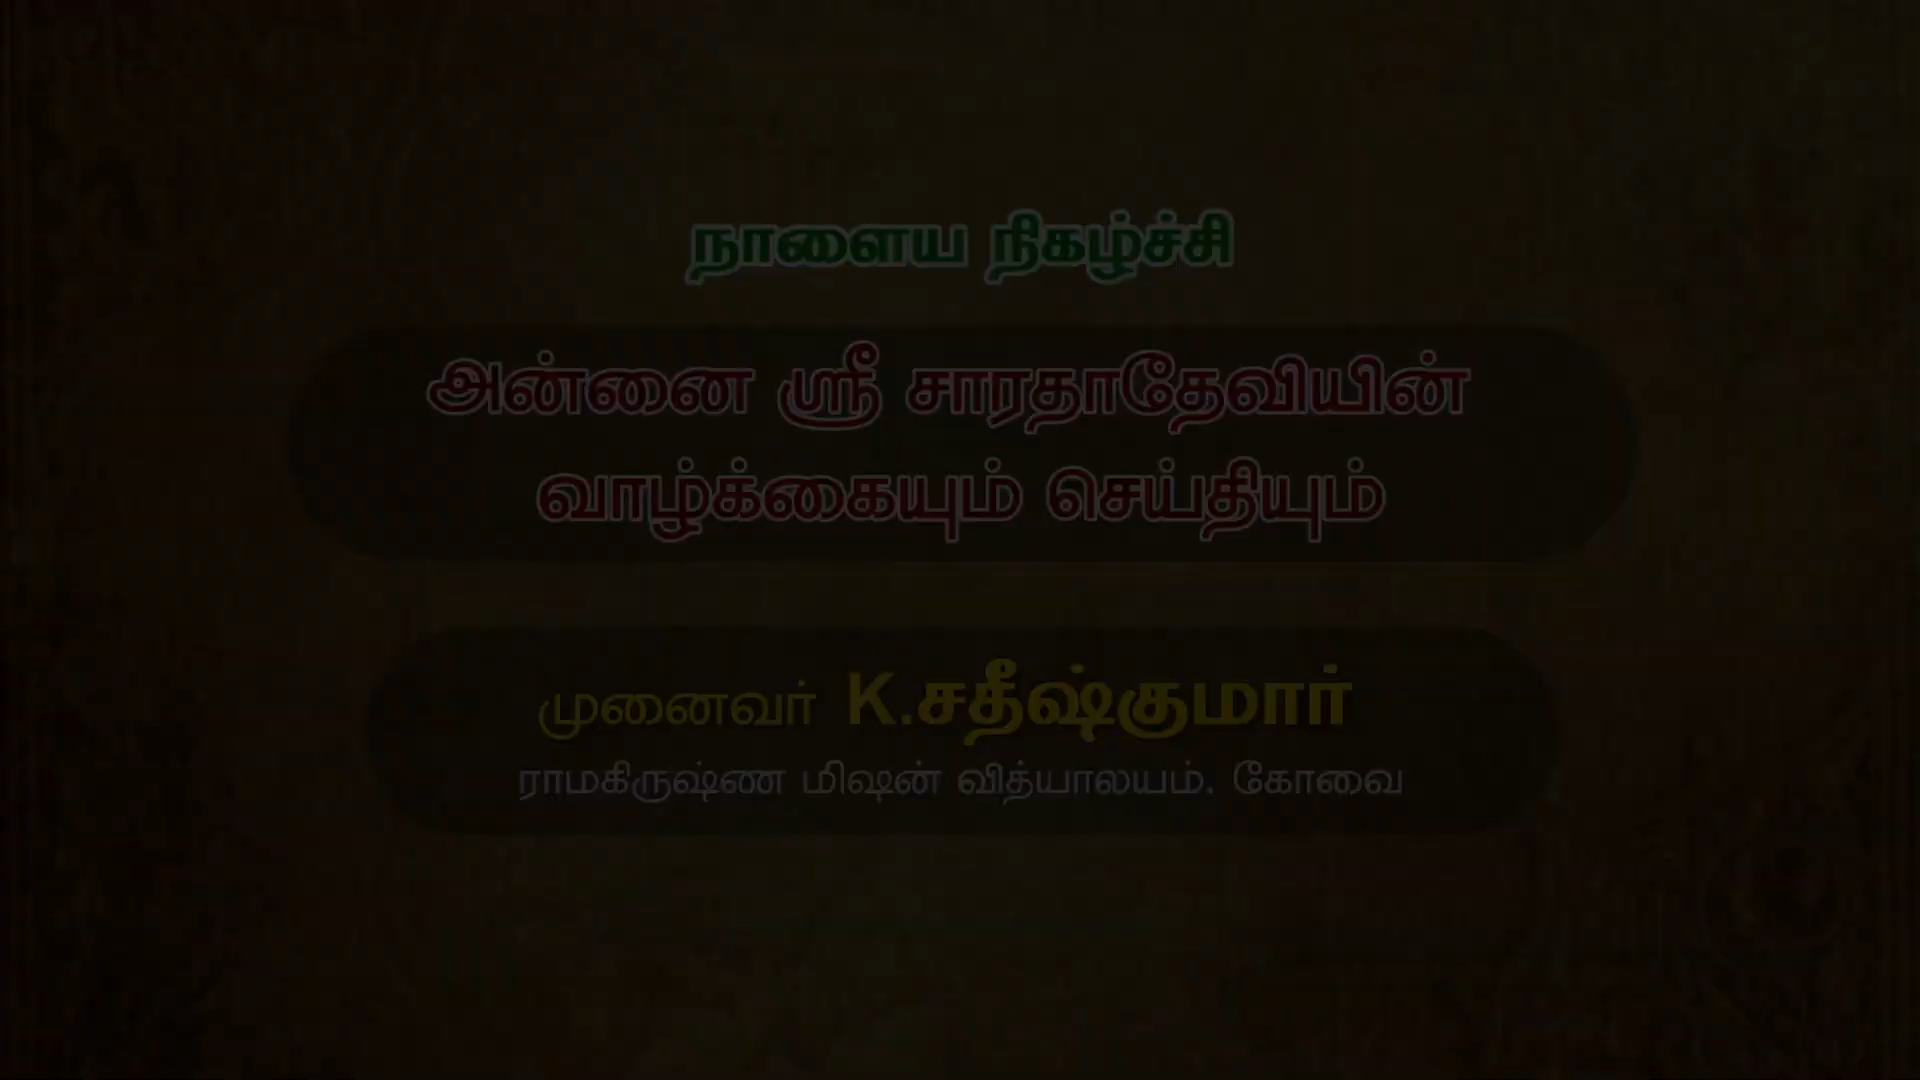 நாளைய நிகழ்ச்சி
அன்னை ஸ்ரீ சாரதாதேவியின்
வாழ்க்கையும் செய்தியும்
முனைவர் K.சதீஷ்குமார்
ராமகிருஷ்ண மிஷன் வித்யாலயம். கோவை